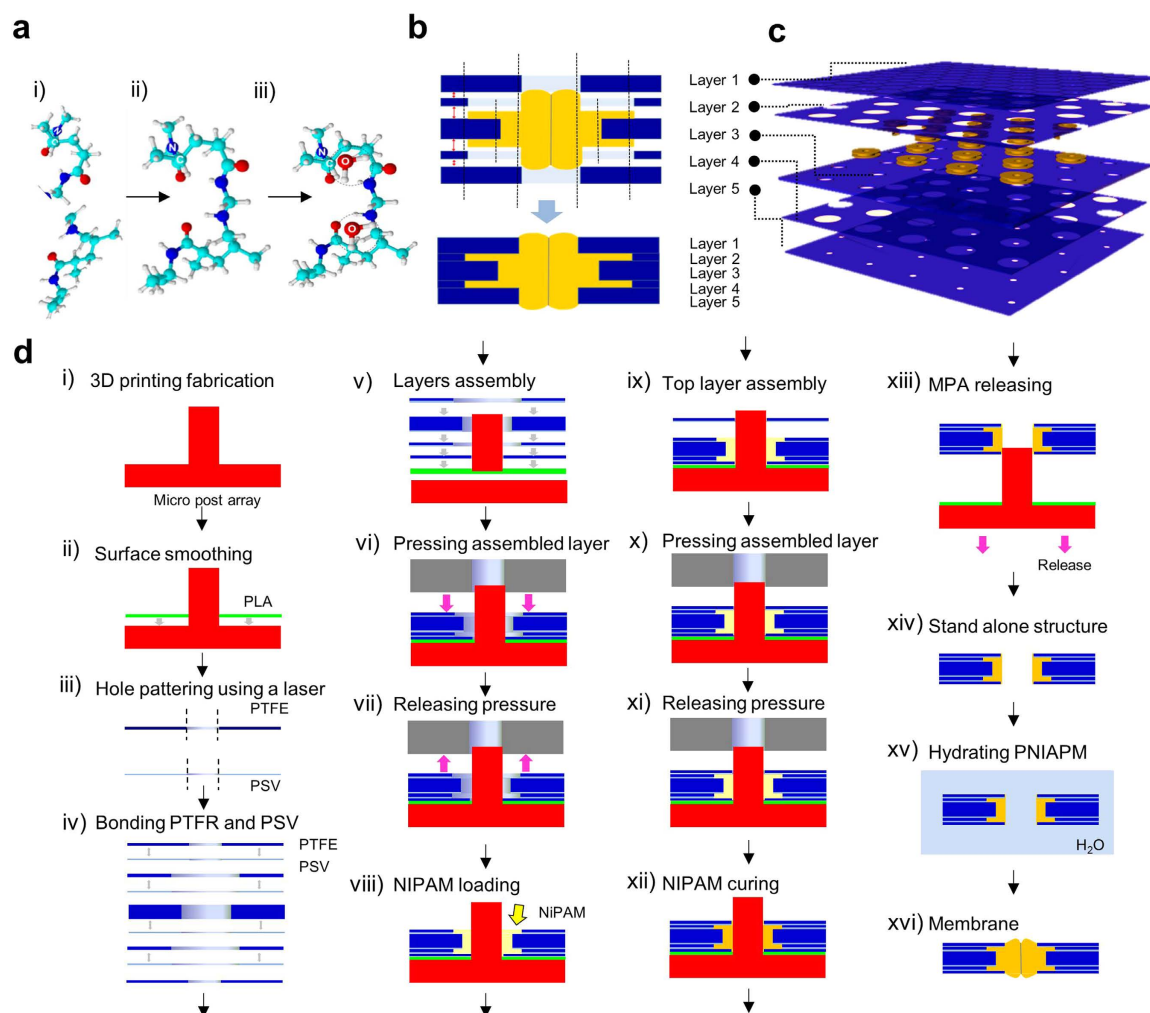 a
i)
ii)
iii)
N
N
C
N
C
O
O
b
Layer 1
Layer 2
Layer 3
Layer 4
Layer 5
Layer 1
Layer 2
Layer 3
Layer 4
Layer 5
c
d
i) 3D printing fabrication
Micro post array
ii) Surface smoothing
PLA
iii) Hole pattering using a laser
PTFE
PSV
iv) Bonding PTFR and PSV
PTFE
PSV
v) Layers assembly
vi) Pressing assembled layer
vii) Releasing pressure
viii) NIPAM loading
NiPAM
ix) Top layer assembly
x) Pressing assembled layer
xi) Releasing pressure
xii) NIPAM curing
xiii) MPA releasing
Release
xiv) Stand alone structure
xv) Hydrating PNIAPM
H₂O
xvi) Membrane